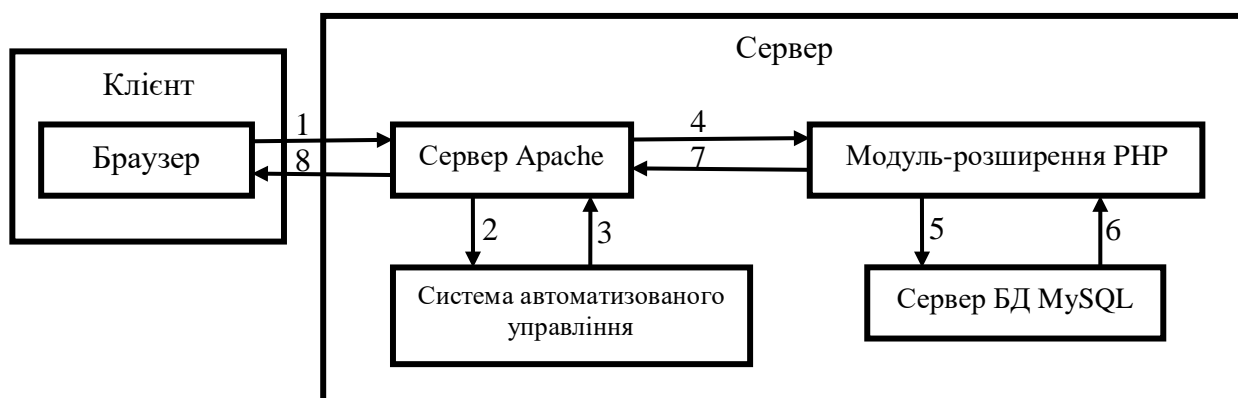 Сервер
Клієнт
1
4
Браузер
Сервер Apache
Модуль-розширення PHP
8
7
2
3
5
6
Система автоматизованого
управління
Сервер БД MySQL